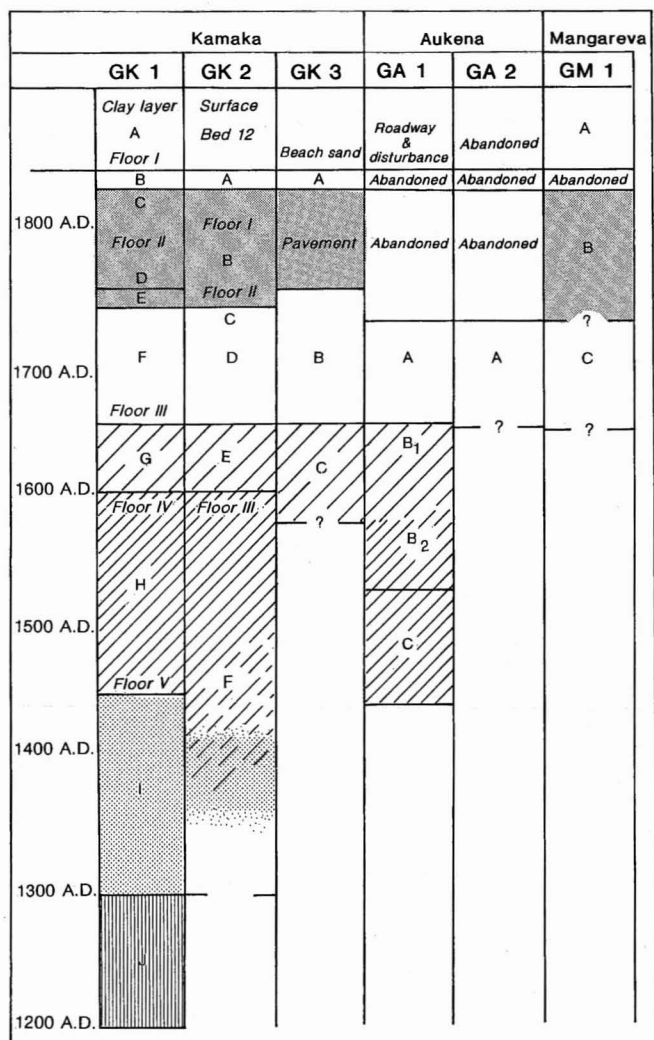 Kamaka Aukena Mangareva
GK 1 GK 2 GK 3 GA 1 GA 2 GM 1
Clay layer Surface
A Bed 12 Roadway A
Floor I Beach sand & Abandoned
disturbance
B A A Abandoned Abandoned Abandoned
C
1800 A.D. Floor I
Floor II Pavement Abandoned Abandoned B
B
D
E Floor II
C ?
1700 A.D. F D B A A C
Floor III ? ?
B1
G E C
1600 A.D.
Floor IV Floor III ?
B2
H
1500 A.D.
C
Floor V F
1400 A.D.
I
1300 A.D.
J
1200 A.D.